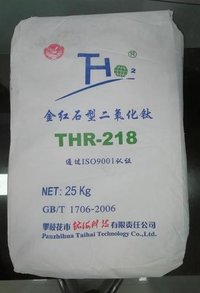 THO₂
金红石型二氧化钛
THR-218
通过ISO9001认证
NET: 25 Kg
GB/T 1706-2006
攀枝花市钛海科技有限责任公司
Panzhihua Taihai Technology Co., Ltd.